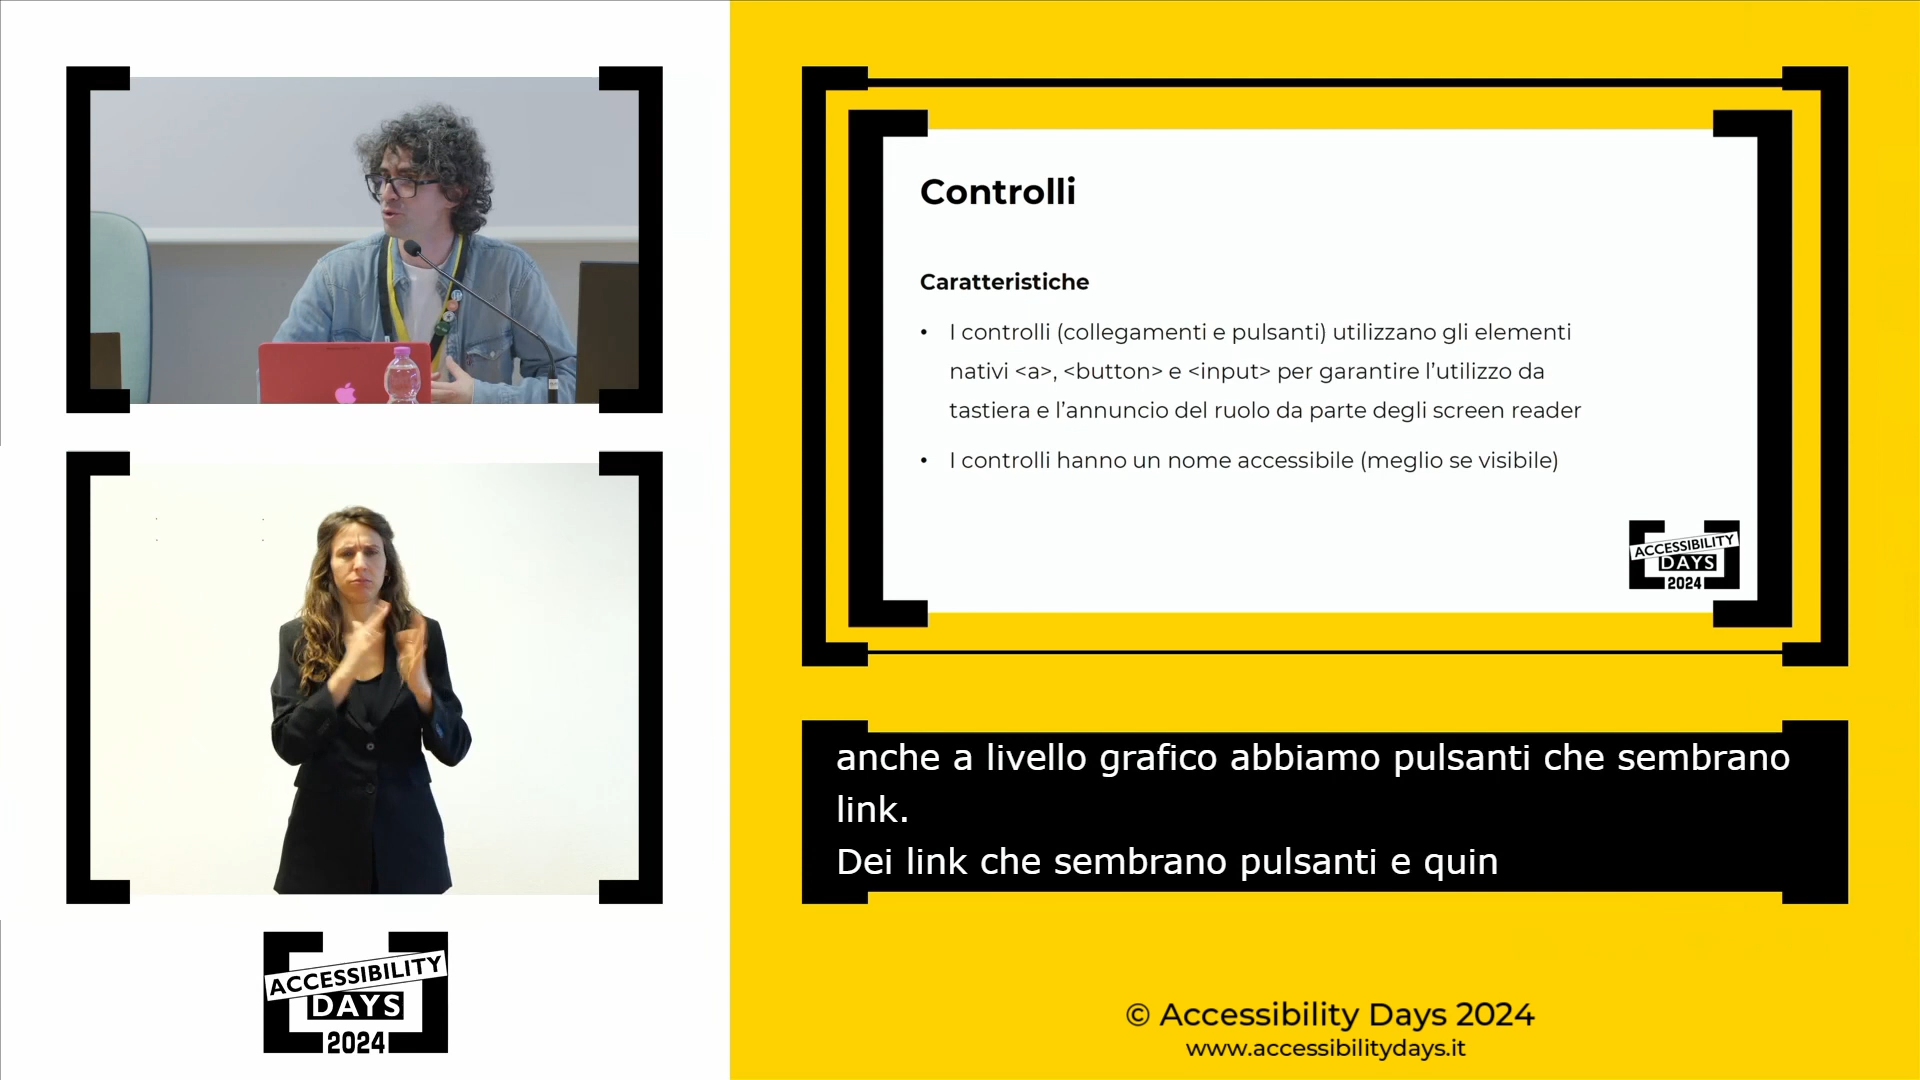 Controlli
Caratteristiche
• I controlli (collegamenti e pulsanti) utilizzano gli elementi
nativi <a>, <button> e <input> per garantire l’utilizzo da
tastiera e l’annuncio del ruolo da parte degli screen reader
• I controlli hanno un nome accessibile (meglio se visibile)
ACCESSIBILITY
DAYS
2024
anche a livello grafico abbiamo pulsanti che sembrano
link.
Dei link che sembrano pulsanti e quin
ACCESSIBILITY
DAYS
2024
© Accessibility Days 2024
www.accessibilitydays.it